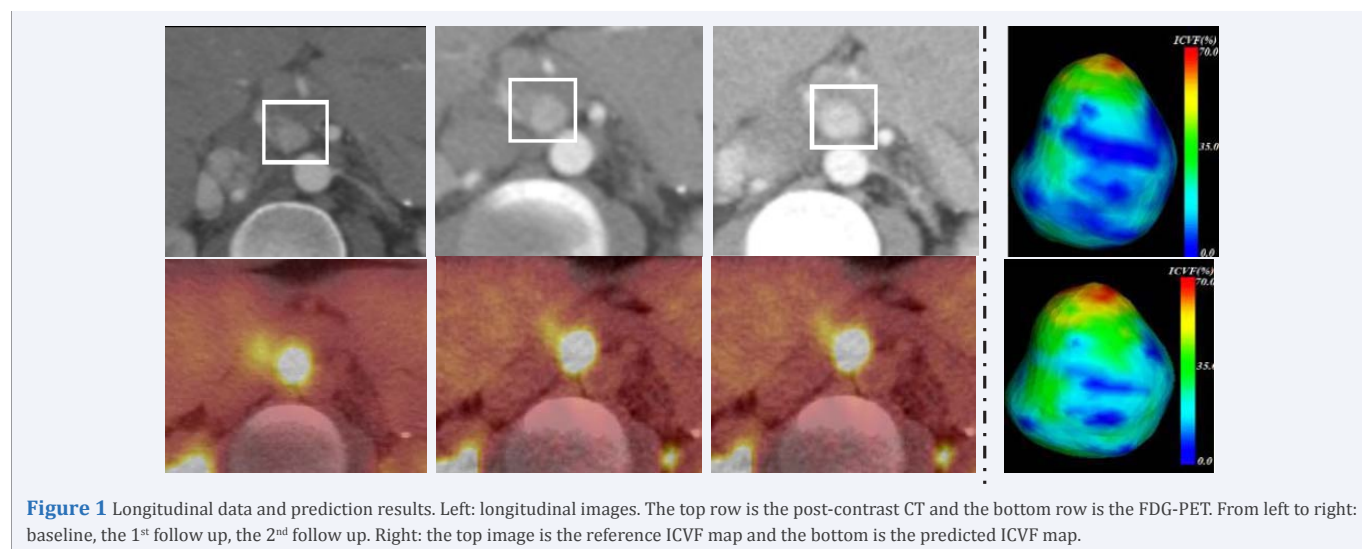 ICVF(%)
70.0
35.0
0.0
ICVF(%)
70.0
35.0
0.0
Figure 1 Longitudinal data and prediction results. Left: longitudinal images. The top row is the post-contrast CT and the bottom row is the FDG-PET. From left to right:
baseline, the 1st follow up, the 2nd follow up. Right: the top image is the reference ICVF map and the bottom is the predicted ICVF map.